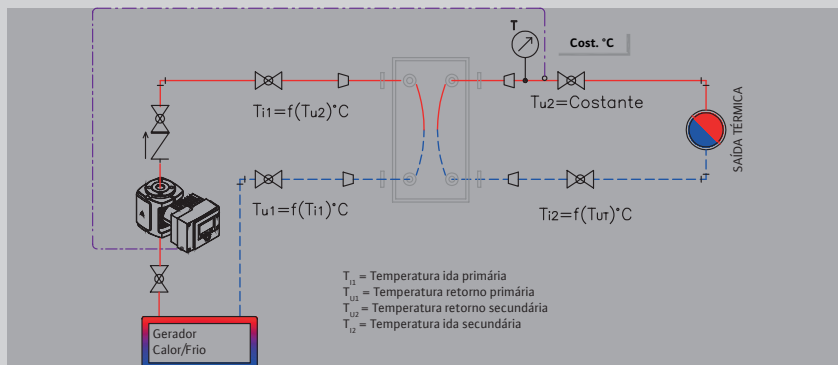 T
Cost. °C
Ti1=f(Tu2)°C
Tu2=Costante
SAÍDA TÉRMICA
Tu1=f(Ti1)°C
Ti2=f(TUT)°C
TI1 = Temperatura ida primária
TU1 = Temperatura retorno primária
TU2 = Temperatura retorno secundária
TI2 = Temperatura ida secundária
Gerador
Calor/Frio